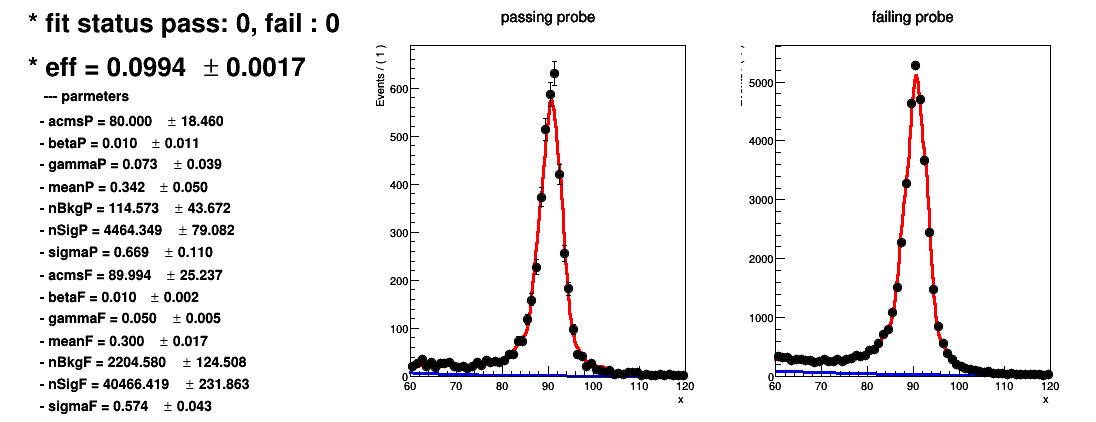 * fit status pass: 0, fail : 0
* eff = 0.0994 ± 0.0017
--- parmeters
- acmsP = 80.000 ± 18.460
- betaP = 0.010 ± 0.011
- gammaP = 0.073 ± 0.039
- meanP = 0.342 ± 0.050
- nBkgP = 114.573 ± 43.672
- nSigP = 4464.349 ± 79.082
- sigmaP = 0.669 ± 0.110
- acmsF = 89.994 ± 25.237
- betaF = 0.010 ± 0.002
- gammaF = 0.050 ± 0.005
- meanF = 0.300 ± 0.017
- nBkgF = 2204.580 ± 124.508
- nSigF = 40466.419 ± 231.863
- sigmaF = 0.574 ± 0.043
passing probe
Events / ( 1 )
600
500
400
300
200
100
0
60 70 80 90 100 110 120
x
failing probe
5000
4000
3000
2000
1000
0
60 70 80 90 100 110 120
x